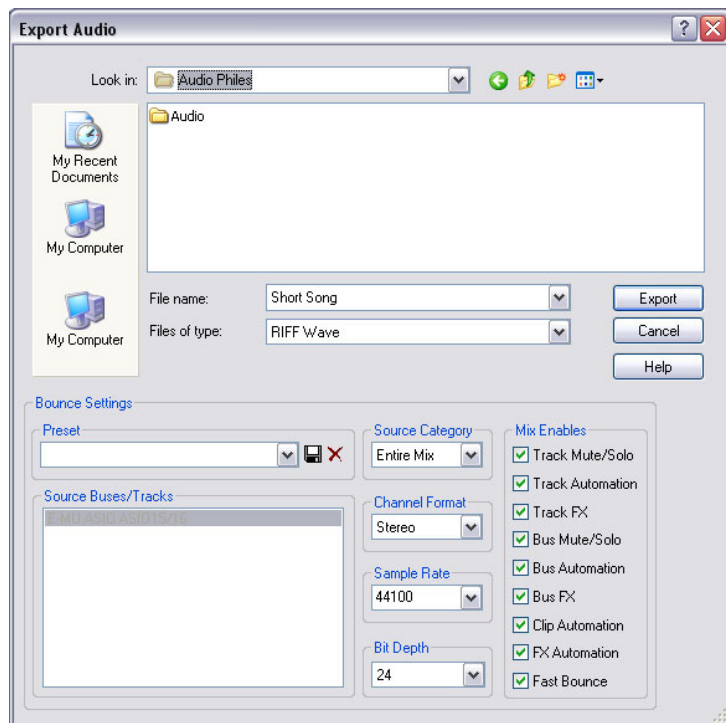 Export Audio
Look in:
Audio Philes
Audio
My Recent
Documents
My Computer
My Computer
File name:
Short Song
Export
Files of type:
RIFF Wave
Cancel
Help
Bounce Settings
Preset
Source Category
Entire Mix
Mix Enables
Track Mute/Solo
Track Automation
Track FX
Bus Mute/Solo
Bus Automation
Bus FX
Clip Automation
FX Automation
Fast Bounce
Source Buses/Tracks
E-MU ASIO ASIO15/16
Channel Format
Stereo
Sample Rate
44100
Bit Depth
24